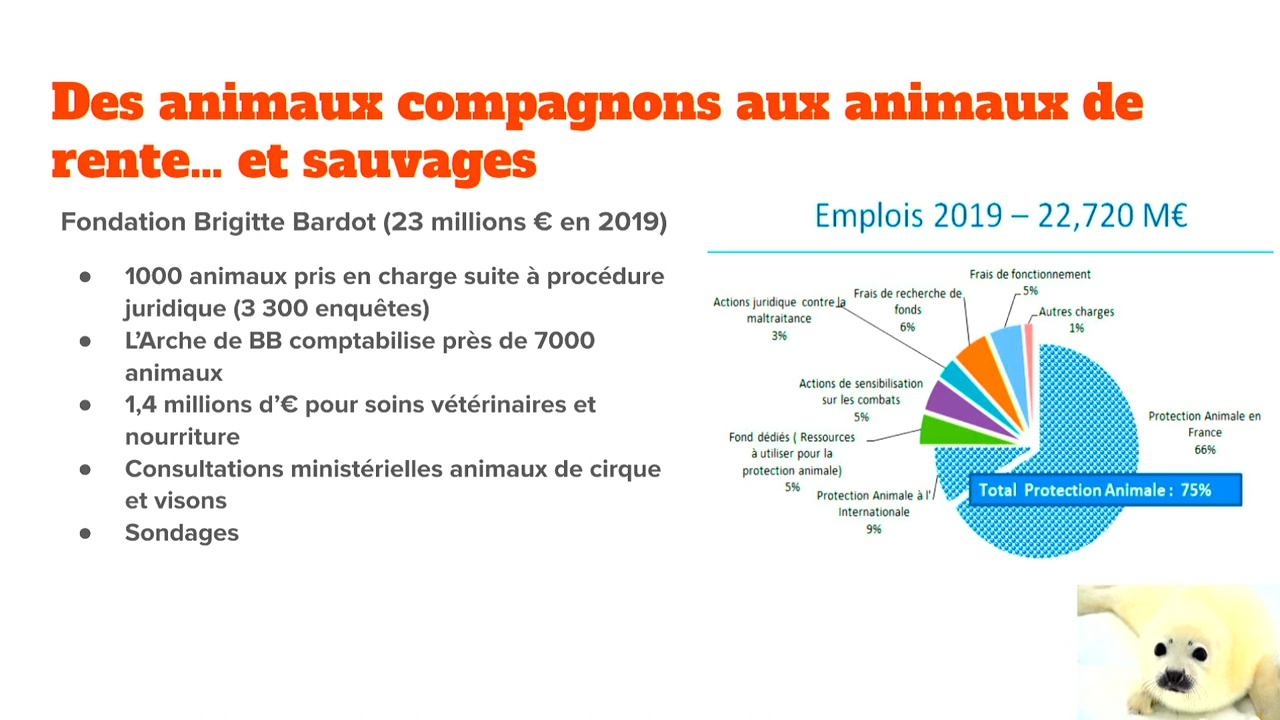 Des animaux compagnons aux animaux de
rente... et sauvages
Fondation Brigitte Bardot (23 millions € en 2019)
● 1000 animaux pris en charge suite à procédure
juridique (3 300 enquêtes)
● L'Arche de BB comptabilise près de 7000
animaux
● 1,4 millions d'€ pour soins vétérinaires et
nourriture
● Consultations ministérielles animaux de cirque
et visons
● Sondages
Emplois 2019 – 22,720 M€
Frais de fonctionnement
5%
Autres charges
1%
Frais de recherche de
fonds
6%
Actions juridique contre la
maltraitance
3%
Actions de sensibilisation
sur les combats
5%
Fond dédiés ( Ressources
à utiliser pour la
protection animale)
5%
Protection Animale à l'
Internationale
9%
Protection Animale en
France
66%
Total Protection Animale : 75%